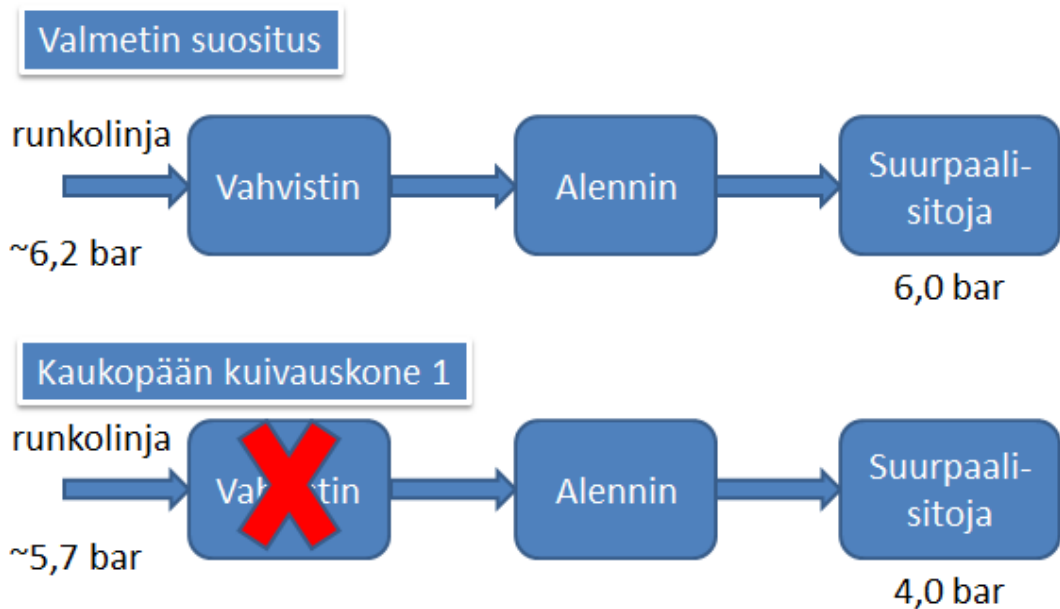 Valmetin suositus
runkolinja
Vahvistin
Alennin
Suurpaali-
sitoja
~6,2 bar
6,0 bar
Kaukopään kuivauskone 1
runkolinja
Vahvistin
Alennin
Suurpaali-
sitoja
~5,7 bar
4,0 bar